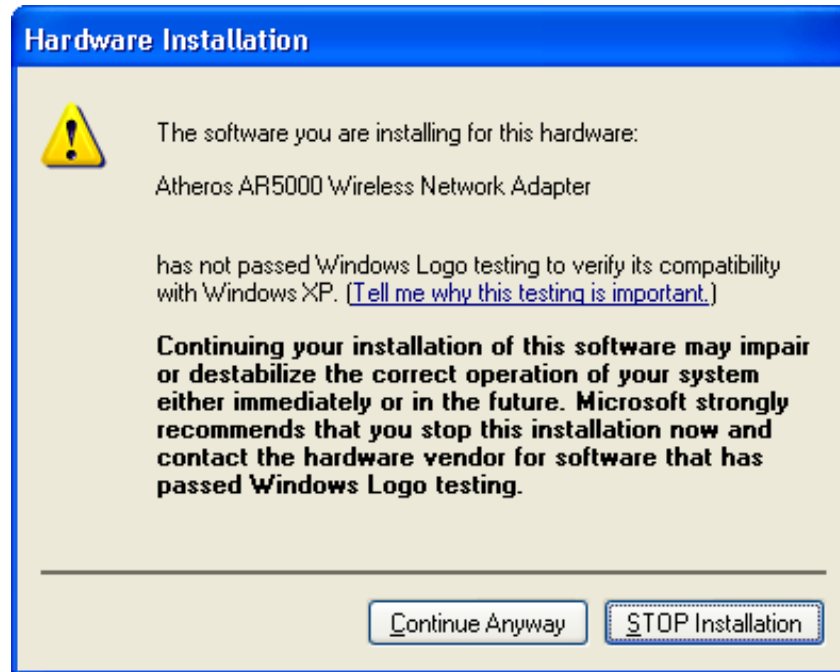 Hardware Installation
The software you are installing for this hardware:
Atheros AR5000 Wireless Network Adapter
has not passed Windows Logo testing to verify its compatibility
with Windows XP. (Tell me why this testing is important.)
Continuing your installation of this software may impair
or destabilize the correct operation of your system
either immediately or in the future. Microsoft strongly
recommends that you stop this installation now and
contact the hardware vendor for software that has
passed Windows Logo testing.
Continue Anyway
STOP Installation